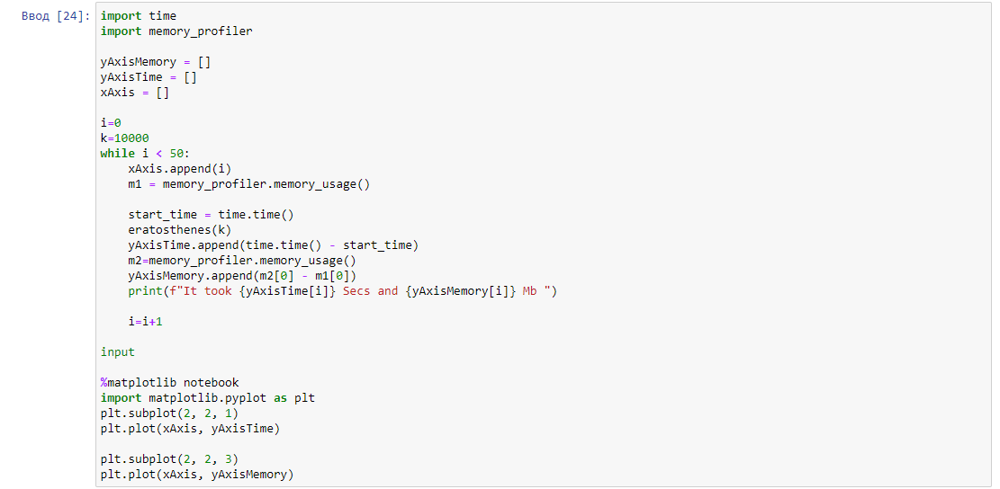 Ввод [24]:
import time
import memory_profiler

yAxisMemory = []
yAxisTime = []
xAxis = []

i=0
k=10000
while i < 50:
    xAxis.append(i)
    m1 = memory_profiler.memory_usage()

    start_time = time.time()
    eratosthenes(k)
    yAxisTime.append(time.time() - start_time)
    m2=memory_profiler.memory_usage()
    yAxisMemory.append(m2[0] - m1[0])
    print(f"It took {yAxisTime[i]} Secs and {yAxisMemory[i]} Mb ")

    i=i+1

input

%matplotlib notebook
import matplotlib.pyplot as plt
plt.subplot(2, 2, 1)
plt.plot(xAxis, yAxisTime)

plt.subplot(2, 2, 3)
plt.plot(xAxis, yAxisMemory)